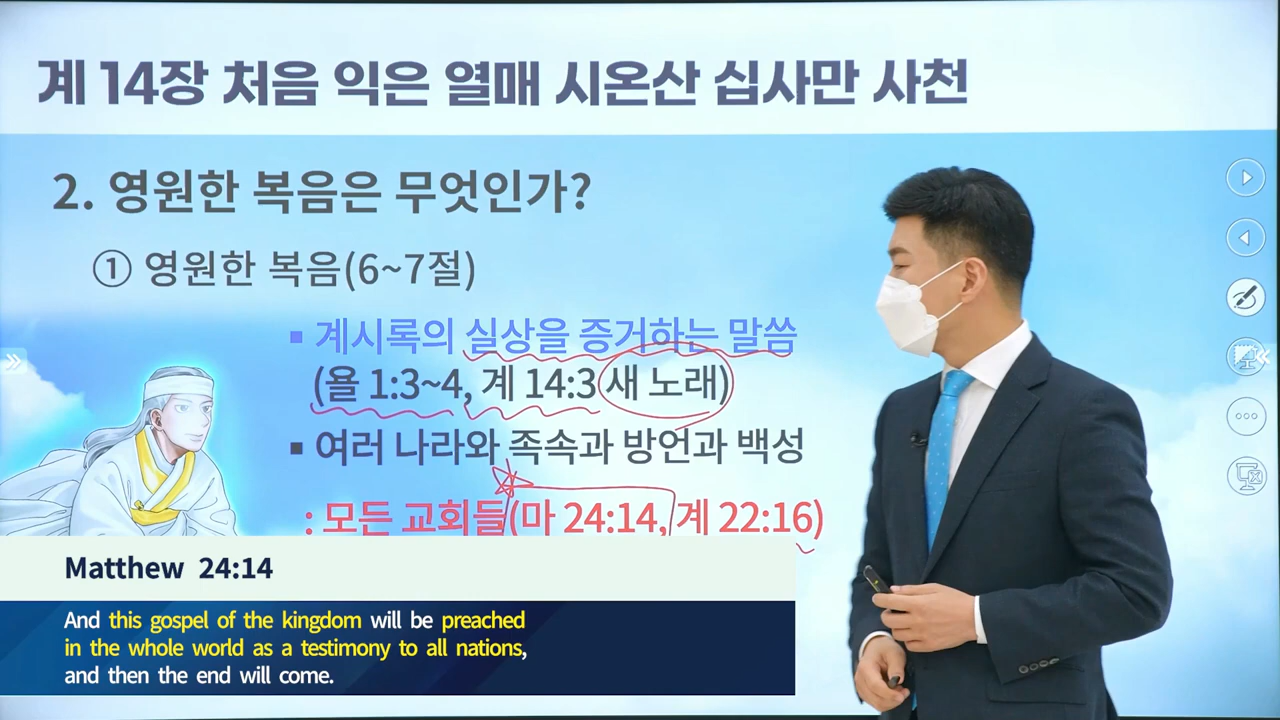 계 14장 처음 익은 열매 시온산 십사만 사천
2. 영원한 복음은 무엇인가?
① 영원한 복음(6~7절)
▪ 계시록의 실상을 증거하는 말씀
(욜 1:3~4, 계 14:3 새 노래)
▪ 여러 나라와 족속과 방언과 백성
: 모든 교회들(마 24:14, 계 22:16)
Matthew 24:14
And this gospel of the kingdom will be preached
in the whole world as a testimony to all nations,
and then the end will come.